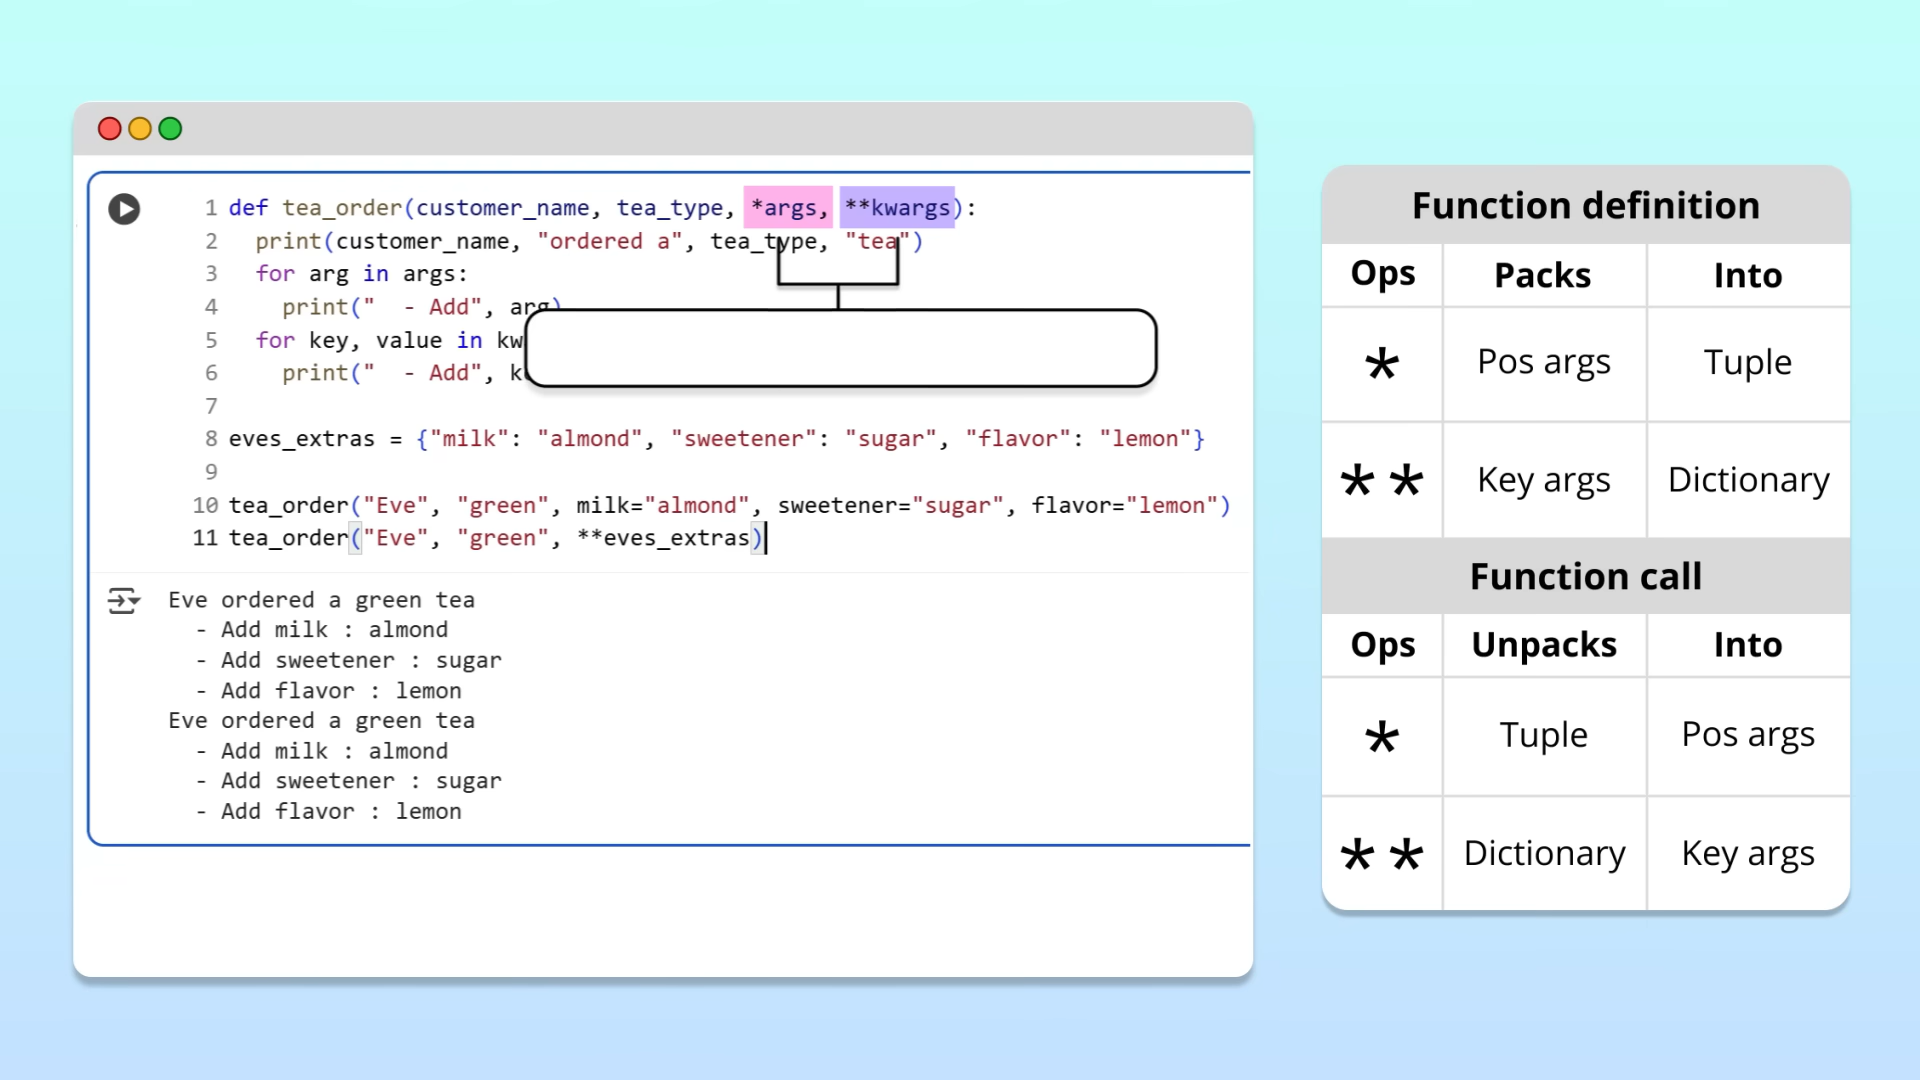 1 def tea_order(customer_name, tea_type, *args, **kwargs):
2 print(customer_name, "ordered a", tea_type, "tea")
3 for arg in args:
4 print("  - Add", arg)
5 for key, value in kw
6 print("  - Add", k
7
8 eves_extras = {"milk": "almond", "sweetener": "sugar", "flavor": "lemon"}
9
10 tea_order("Eve", "green", milk="almond", sweetener="sugar", flavor="lemon")
11 tea_order("Eve", "green", **eves_extras)
Eve ordered a green tea
- Add milk : almond
- Add sweetener : sugar
- Add flavor : lemon
Eve ordered a green tea
- Add milk : almond
- Add sweetener : sugar
- Add flavor : lemon
Function definition
Ops Packs Into
* Pos args Tuple
** Key args Dictionary
Function call
Ops Unpacks Into
* Tuple Pos args
** Dictionary Key args